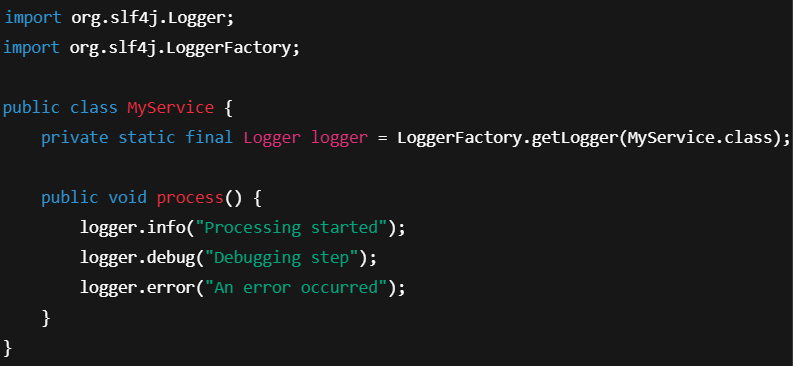 import org.slf4j.Logger;
import org.slf4j.LoggerFactory;

public class MyService {
    private static final Logger logger = LoggerFactory.getLogger(MyService.class);

    public void process() {
        logger.info("Processing started");
        logger.debug("Debugging step");
        logger.error("An error occurred");
    }
}